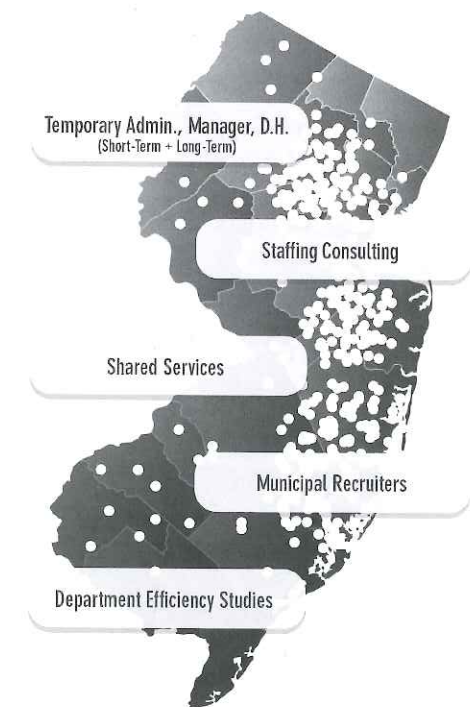 Temporary Admin., Manager, D.H.
(Short-Term + Long-Term)
Staffing Consulting
Shared Services
Municipal Recruiters
Department Efficiency Studies